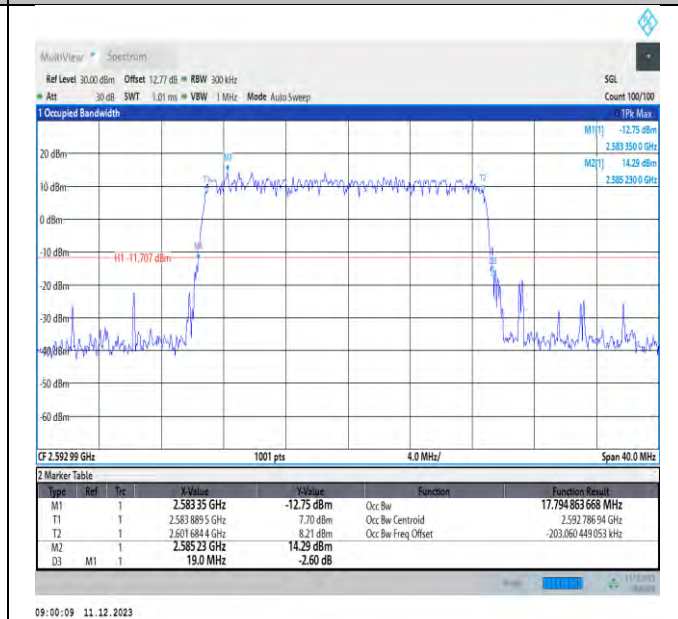 MultiView Spectrum
Ref Level 30.00 dBm Offset 12.77 dB RBW 300 kHz SGL
Att 30 dB SWT 1.01 ms VBW 1 MHz Mode Auto Sweep Count 100/100
1 Occupied Bandwidth 1Pk Max
M1[1] -12.75 dBm
2.583 350 0 GHz
M2[1] 14.29 dBm
2.585 230 0 GHz
20 dBm
M2
T1 T2
10 dBm
0 dBm
M1
-10 dBm
H1 -11.707 dBm
D3
-20 dBm
-30 dBm
-40 dBm
-50 dBm
-60 dBm
CF 2.592 99 GHz 1001 pts 4.0 MHz/ Span 40.0 MHz
2 Marker Table
Type Ref Trc X-Value Y-Value Function Function Result
M1 1 2.583 35 GHz -12.75 dBm Occ Bw 17.794 863 668 MHz
T1 1 2.583 889 5 GHz 7.70 dBm Occ Bw Centroid 2.592 786 94 GHz
T2 1 2.601 684 4 GHz 8.21 dBm Occ Bw Freq Offset -203.060 449 053 kHz
M2 1 2.585 23 GHz 14.29 dBm
D3 M1 1 19.0 MHz -2.60 dB
09:00:09 11.12.2023